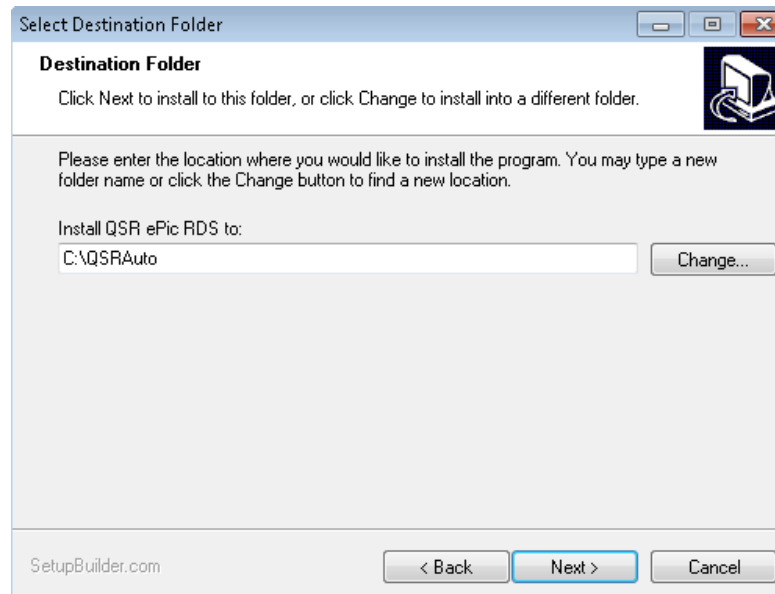 Select Destination Folder
Destination Folder
Click Next to install to this folder, or click Change to install into a different folder.
Please enter the location where you would like to install the program. You may type a new
folder name or click the Change button to find a new location.
Install QSR ePic RDS to:
C:\QSRAuto
Change...
SetupBuilder.com
< Back
Next >
Cancel